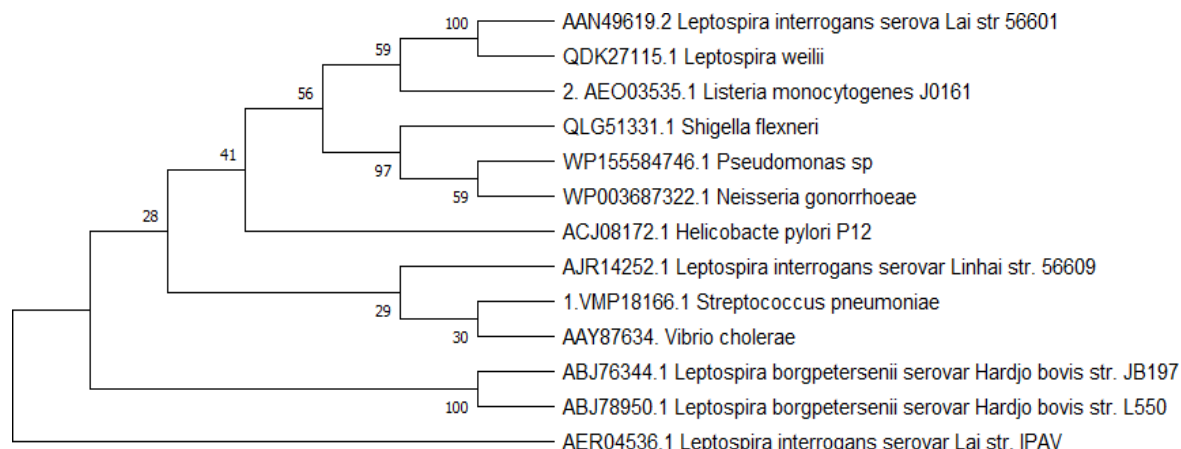 100
AAN49619.2 Leptospira interrogans serova Lai str 56601
59
QDK27115.1 Leptospira weilii
56
2. AEO03535.1 Listeria monocytogenes J0161
QLG51331.1 Shigella flexneri
41
97
WP155584746.1 Pseudomonas sp
59
WP003687322.1 Neisseria gonorrhoeae
28
ACJ08172.1 Helicobacte pylori P12
AJR14252.1 Leptospira interrogans serovar Linhai str. 56609
29
1.VMP18166.1 Streptococcus pneumoniae
30
AAY87634. Vibrio cholerae
ABJ76344.1 Leptospira borgpetersenii serovar Hardjo bovis str. JB197
100
ABJ78950.1 Leptospira borgpetersenii serovar Hardjo bovis str. L550
AER04536.1 Leptospira interrogans serovar Lai str. IPAV